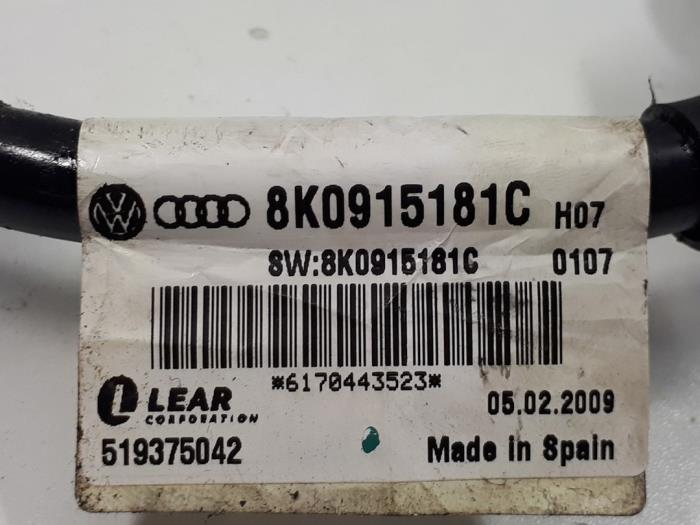 8K0915181C H07
SW:8K0915181C 0107
*6170443523*
LEAR 05.02.2009
CORPORATION
519375042 Made in Spain